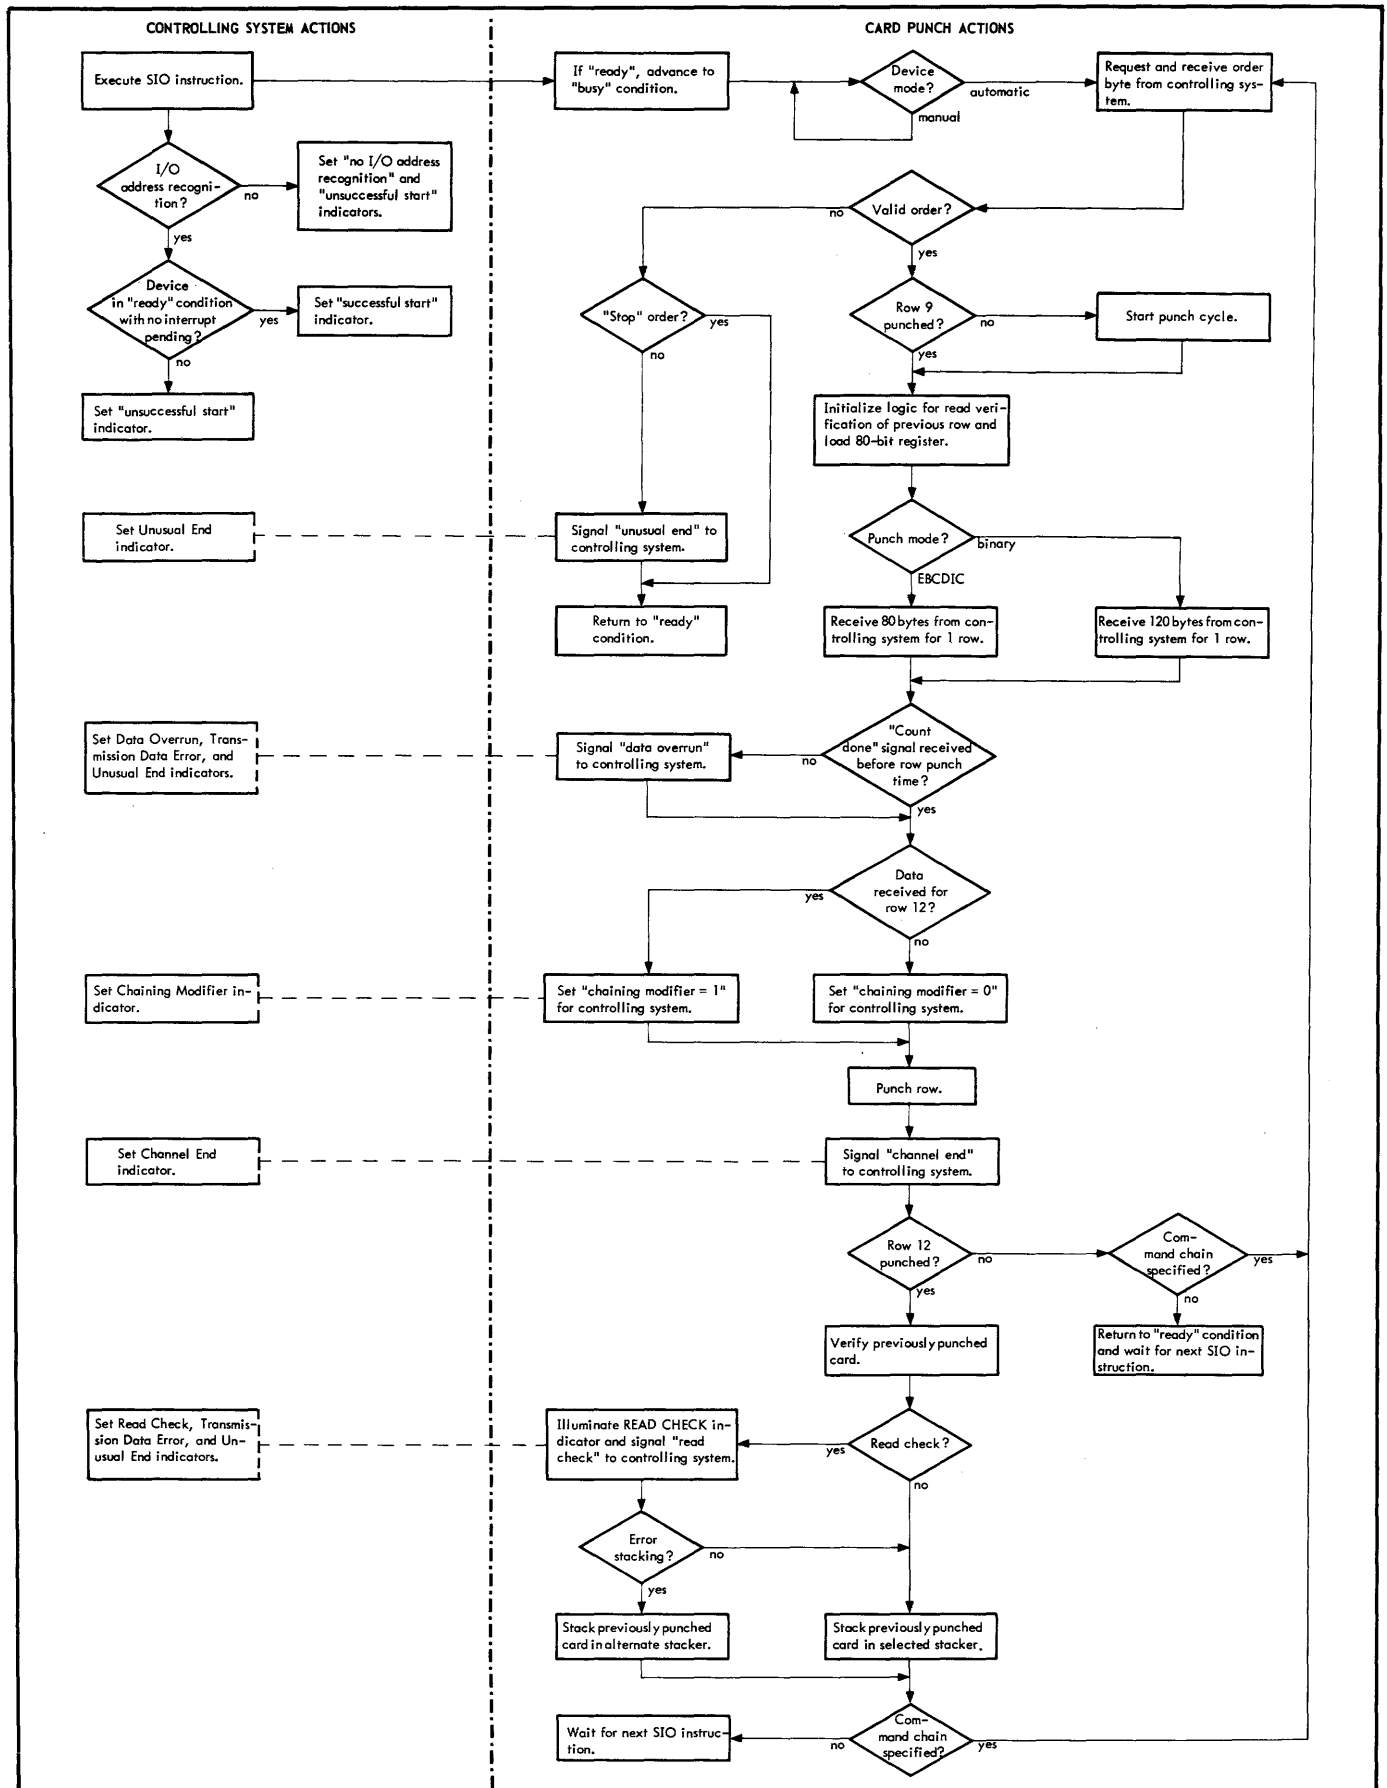 CONTROLLING SYSTEM ACTIONS
CARD PUNCH ACTIONS
Execute SIO instruction.
If "ready", advance to
"busy" condition.
Device
mode?
automatic
manual
Request and receive order
byte from controlling sys-
tem.
I/O
address recogni-
tion?
no
yes
Set "no I/O address
recognition" and
"unsuccessful start"
indicators.
Valid order?
no
yes
Device
in "ready" condition
with no interrupt
pending?
yes
no
Set "successful start"
indicator.
"Stop" order?
yes
no
Row 9
punched?
no
yes
Start punch cycle.
Set "unsuccessful start"
indicator.
Initialize logic for read veri-
fication of previous row and
load 80-bit register.
Set Unusual End
indicator.
Signal "unusual end" to
controlling system.
Punch mode?
binary
EBCDIC
Return to "ready"
condition.
Receive 80 bytes from con-
trolling system for 1 row.
Receive 120 bytes from con-
trolling system for 1 row.
Set Data Overrun, Trans-
mission Data Error, and
Unusual End indicators.
Signal "data overrun"
to controlling system.
"Count
done" signal received
before row punch
time?
no
yes
Data
received for
row 12?
yes
no
Set Chaining Modifier in-
dicator.
Set "chaining modifier = 1"
for controlling system.
Set "chaining modifier = 0"
for controlling system.
Punch row.
Set Channel End
indicator.
Signal "channel end"
to controlling system.
Row 12
punched?
no
yes
Com-
mand chain
specified?
yes
no
Verify previously punched
card.
Return to "ready" condition
and wait for next SIO in-
struction.
Set Read Check, Transmis-
sion Data Error, and Un-
usual End indicators.
Illuminate READ CHECK in-
dicator and signal "read
check" to controlling system.
Read check?
yes
no
Error
stacking?
no
yes
Stack previously punched
card in alternate stacker.
Stack previously punched
card in selected stacker.
Wait for next SIO instruc-
tion.
Com-
mand chain
specified?
no
yes